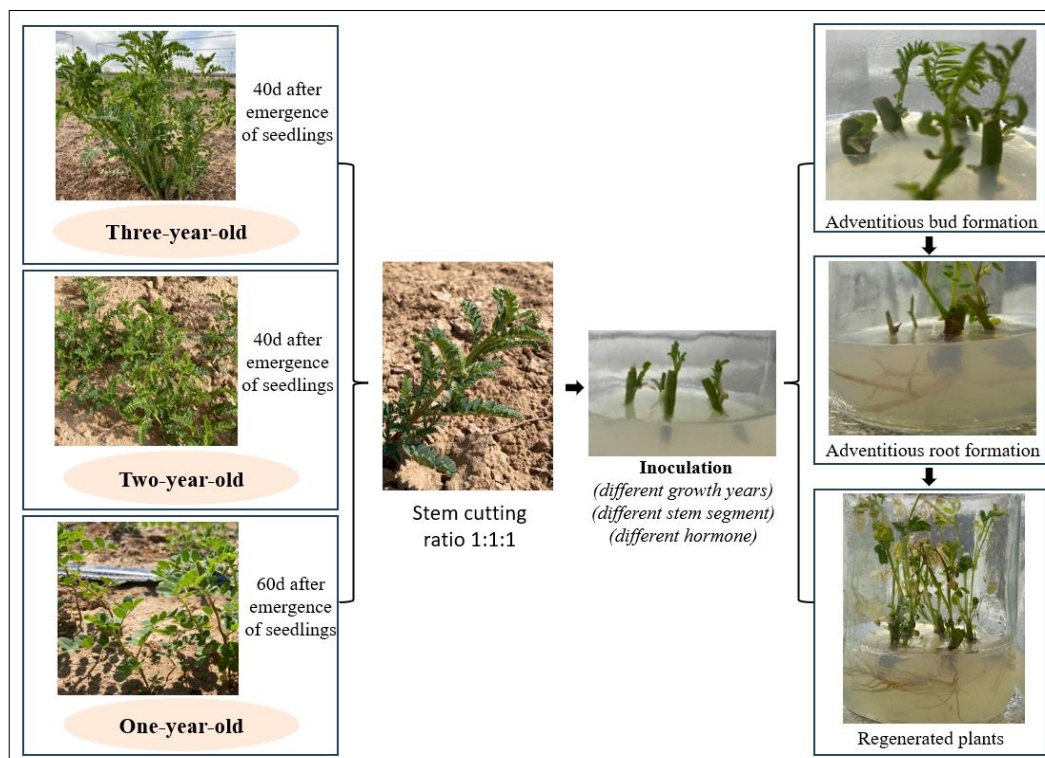 40d after
emergence
of seedlings
Three-year-old
40d after
emergence
of seedlings
Two-year-old
60d after
emergence
of seedlings
One-year-old
Stem cutting
ratio 1:1:1
Inoculation
(different growth years)
(different stem segment)
(different hormone)
Adventitious bud formation
Adventitious root formation
Regenerated plants